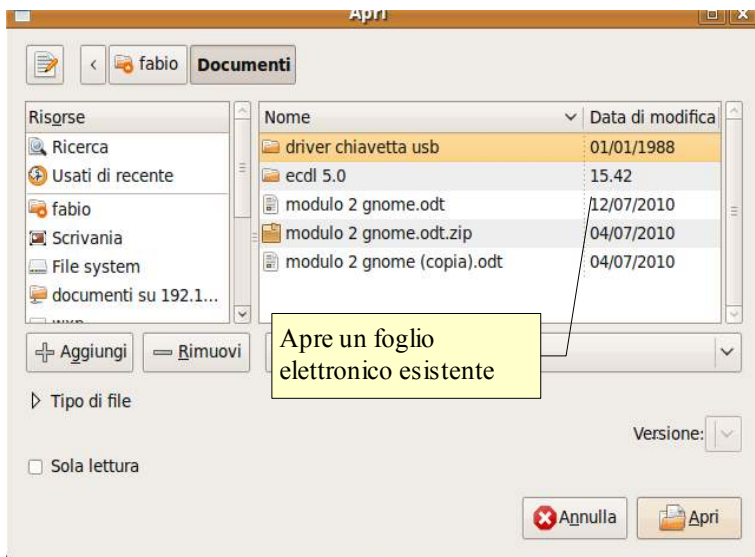 Apri
fabio Documenti
Risorse
Ricerca
Usati di recente
fabio
Scrivania
File system
documenti su 192.1...
Nome Data di modifica
driver chiavetta usb 01/01/1988
ecdl 5.0 15.42
modulo 2 gnome.odt 12/07/2010
modulo 2 gnome.odt.zip 04/07/2010
modulo 2 gnome (copia).odt 04/07/2010
Aggiungi Rimuovi
Apre un foglio
elettronico esistente
Tipo di file
Versione:
Sola lettura
Annulla Apri